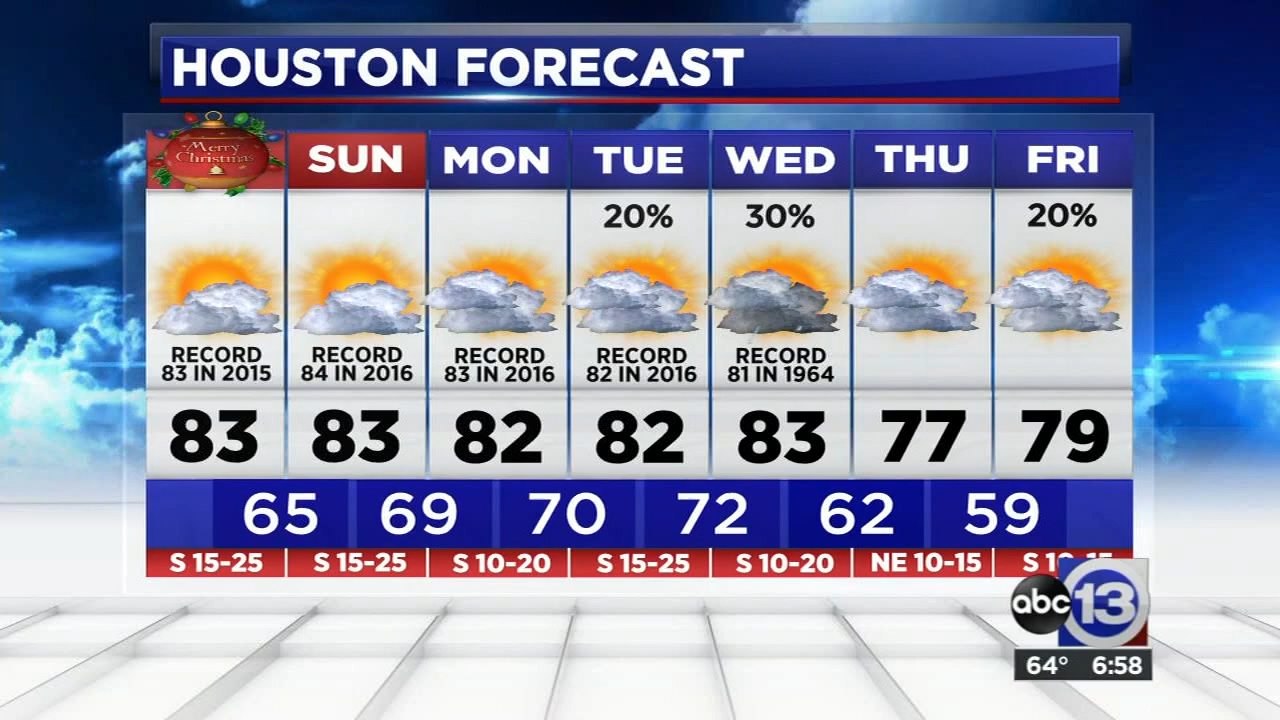 HOUSTON FORECAST
Merry
Christmas
SUN
MON
TUE
WED
THU
FRI
20%
30%
20%
RECORD
83 IN 2015
RECORD
84 IN 2016
RECORD
83 IN 2016
RECORD
82 IN 2016
RECORD
81 IN 1964
83
83
82
82
83
77
79
65
69
70
72
62
59
S 15-25
S 15-25
S 10-20
S 15-25
S 10-20
NE 10-15
S 10-15
abc 13
64° 6:58